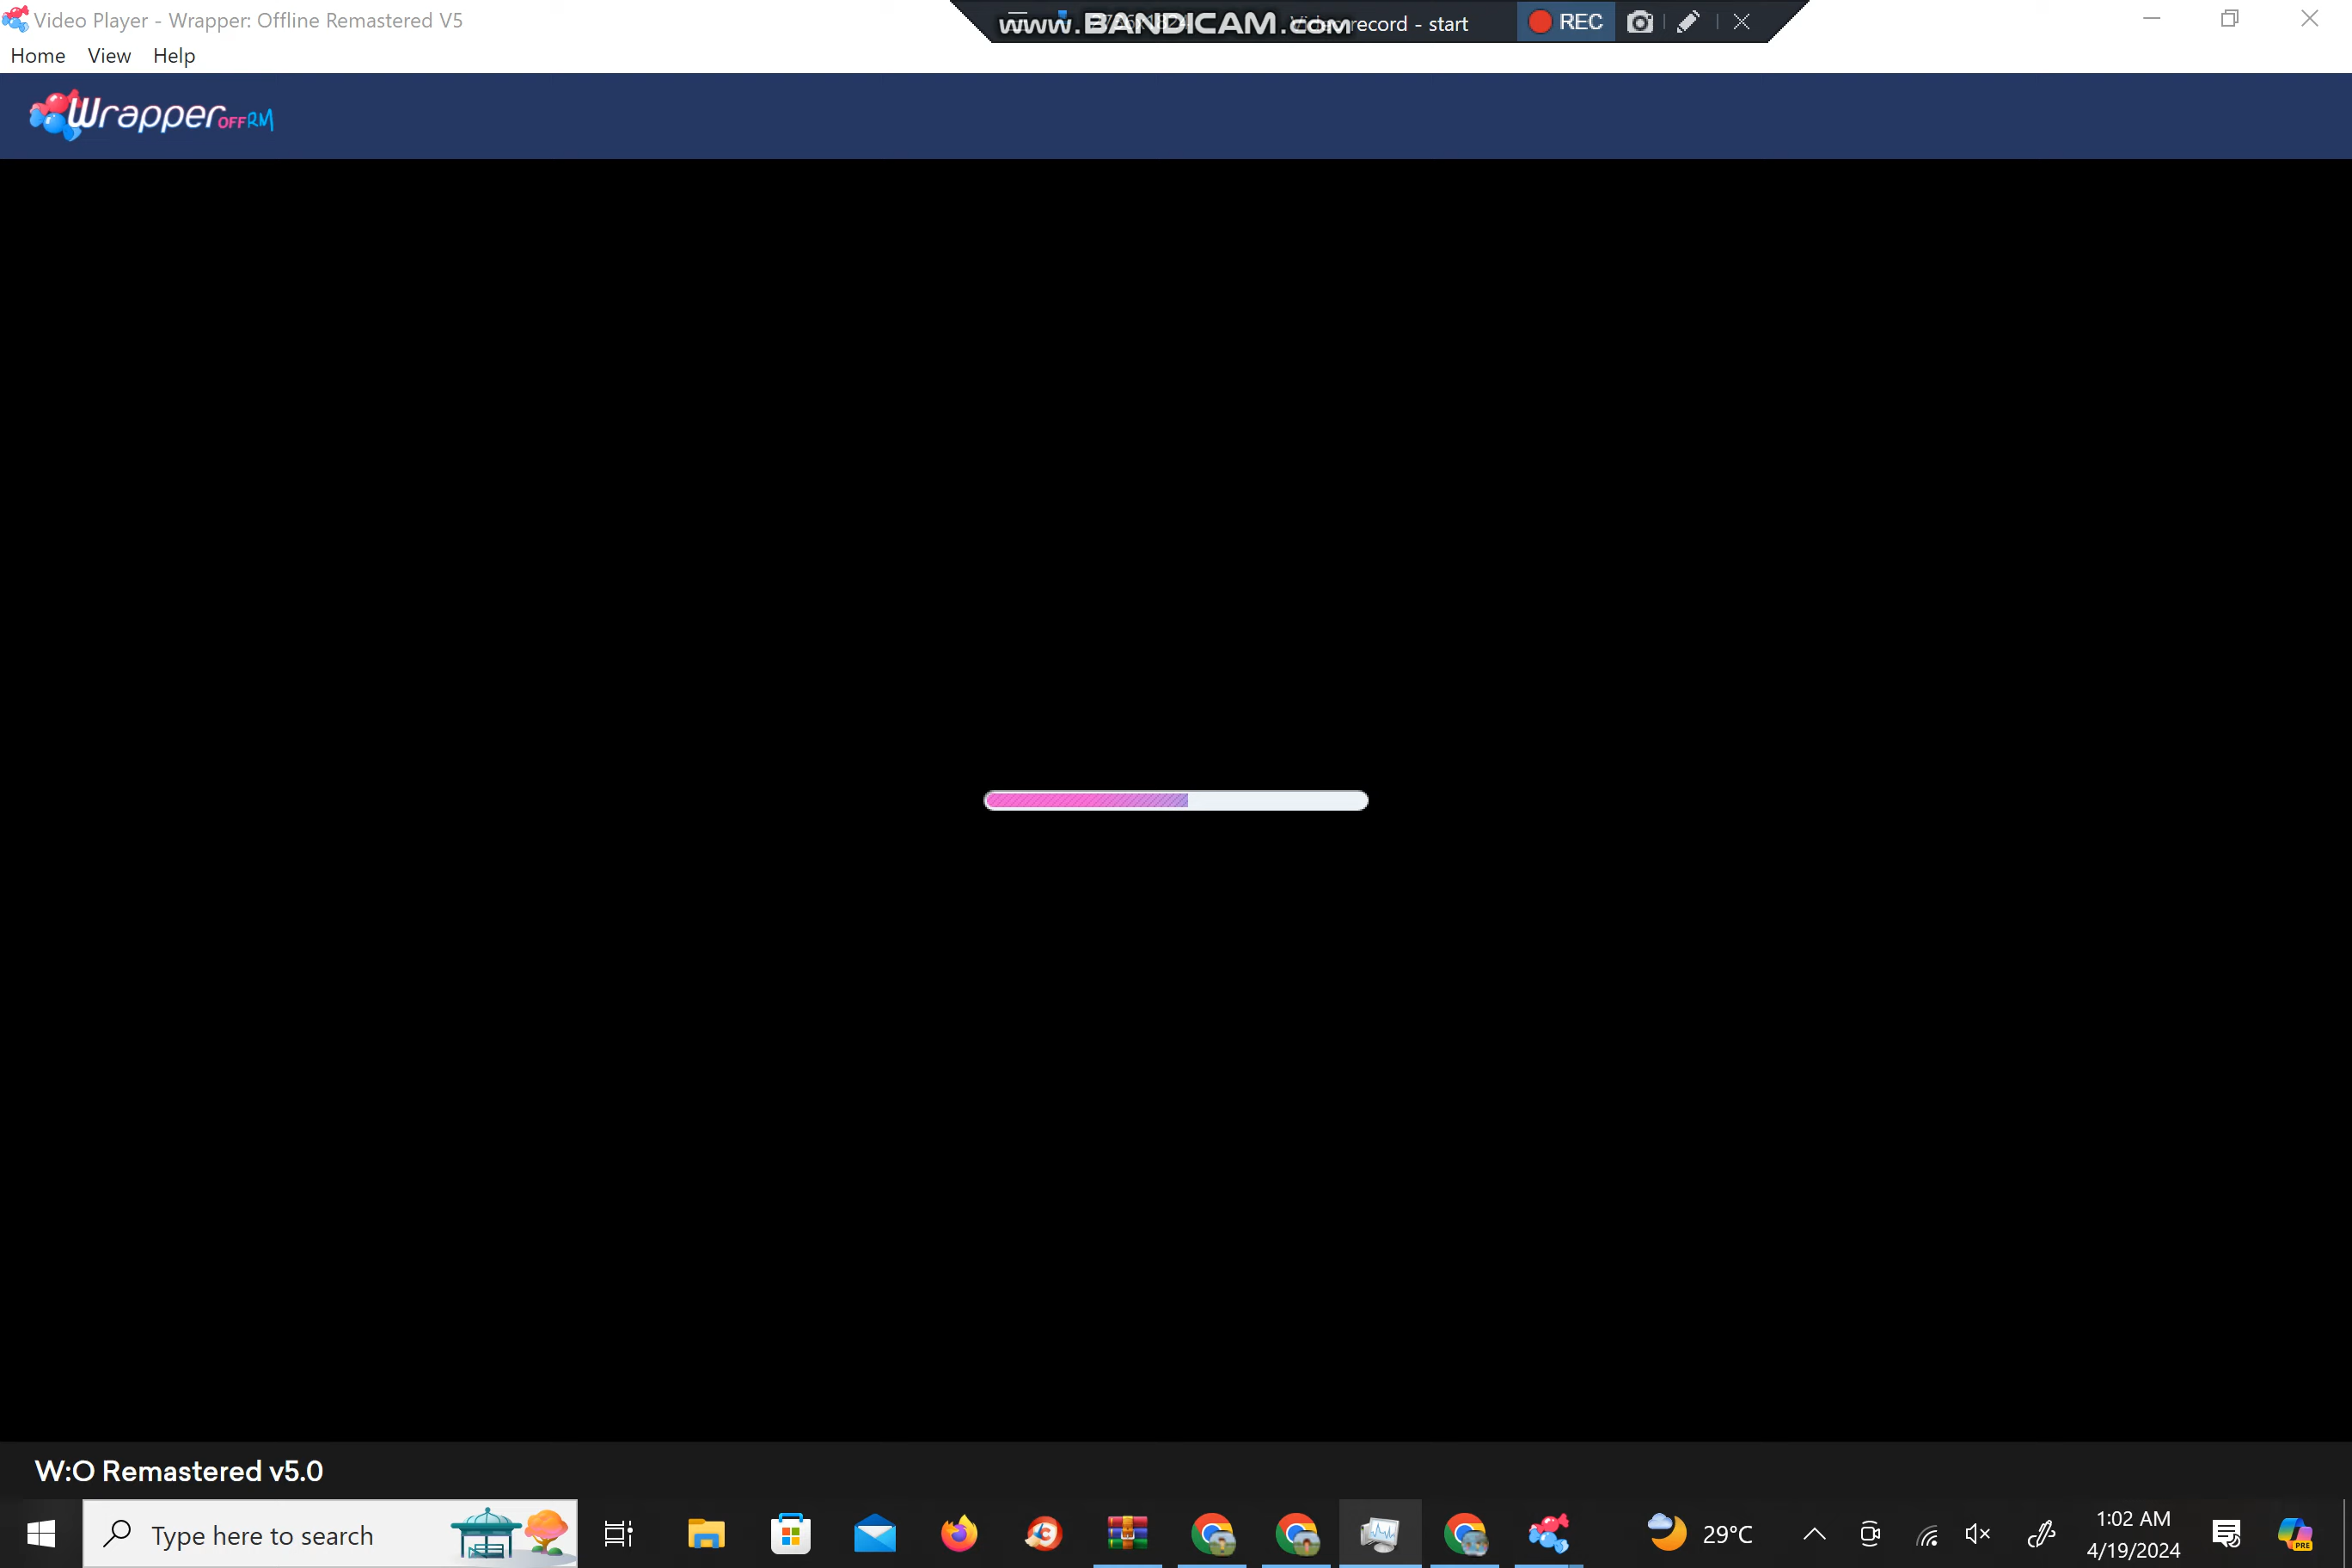 Video Player - Wrapper: Offline Remastered V5
www.BANDICAM.com
record - start
REC
Home View Help
Wrapper OFF RM
W:O Remastered v5.0
Type here to search
29°C
1:02 AM
4/19/2024
PRE